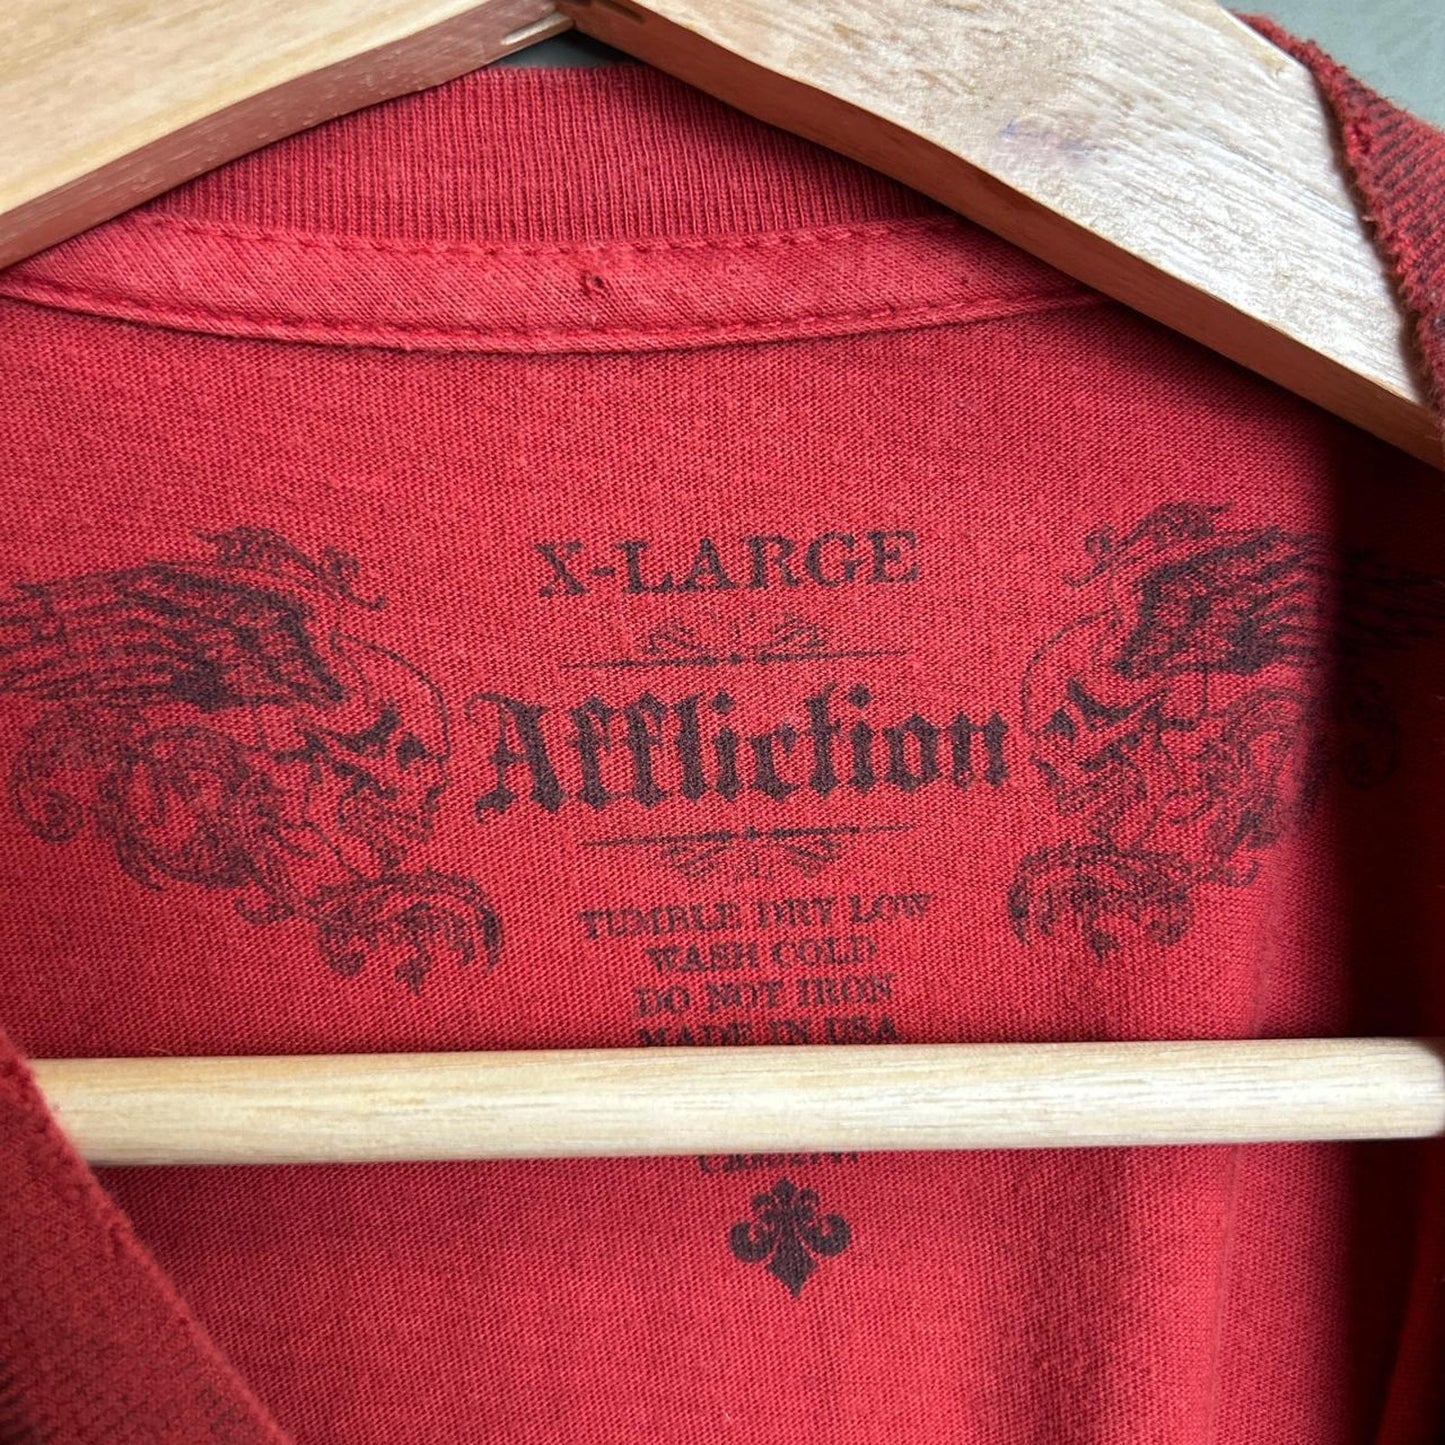 X-LARGE
Affliction
TUMBLE DRY LOW
WASH COLD
DO NOT IRON
MADE IN USA